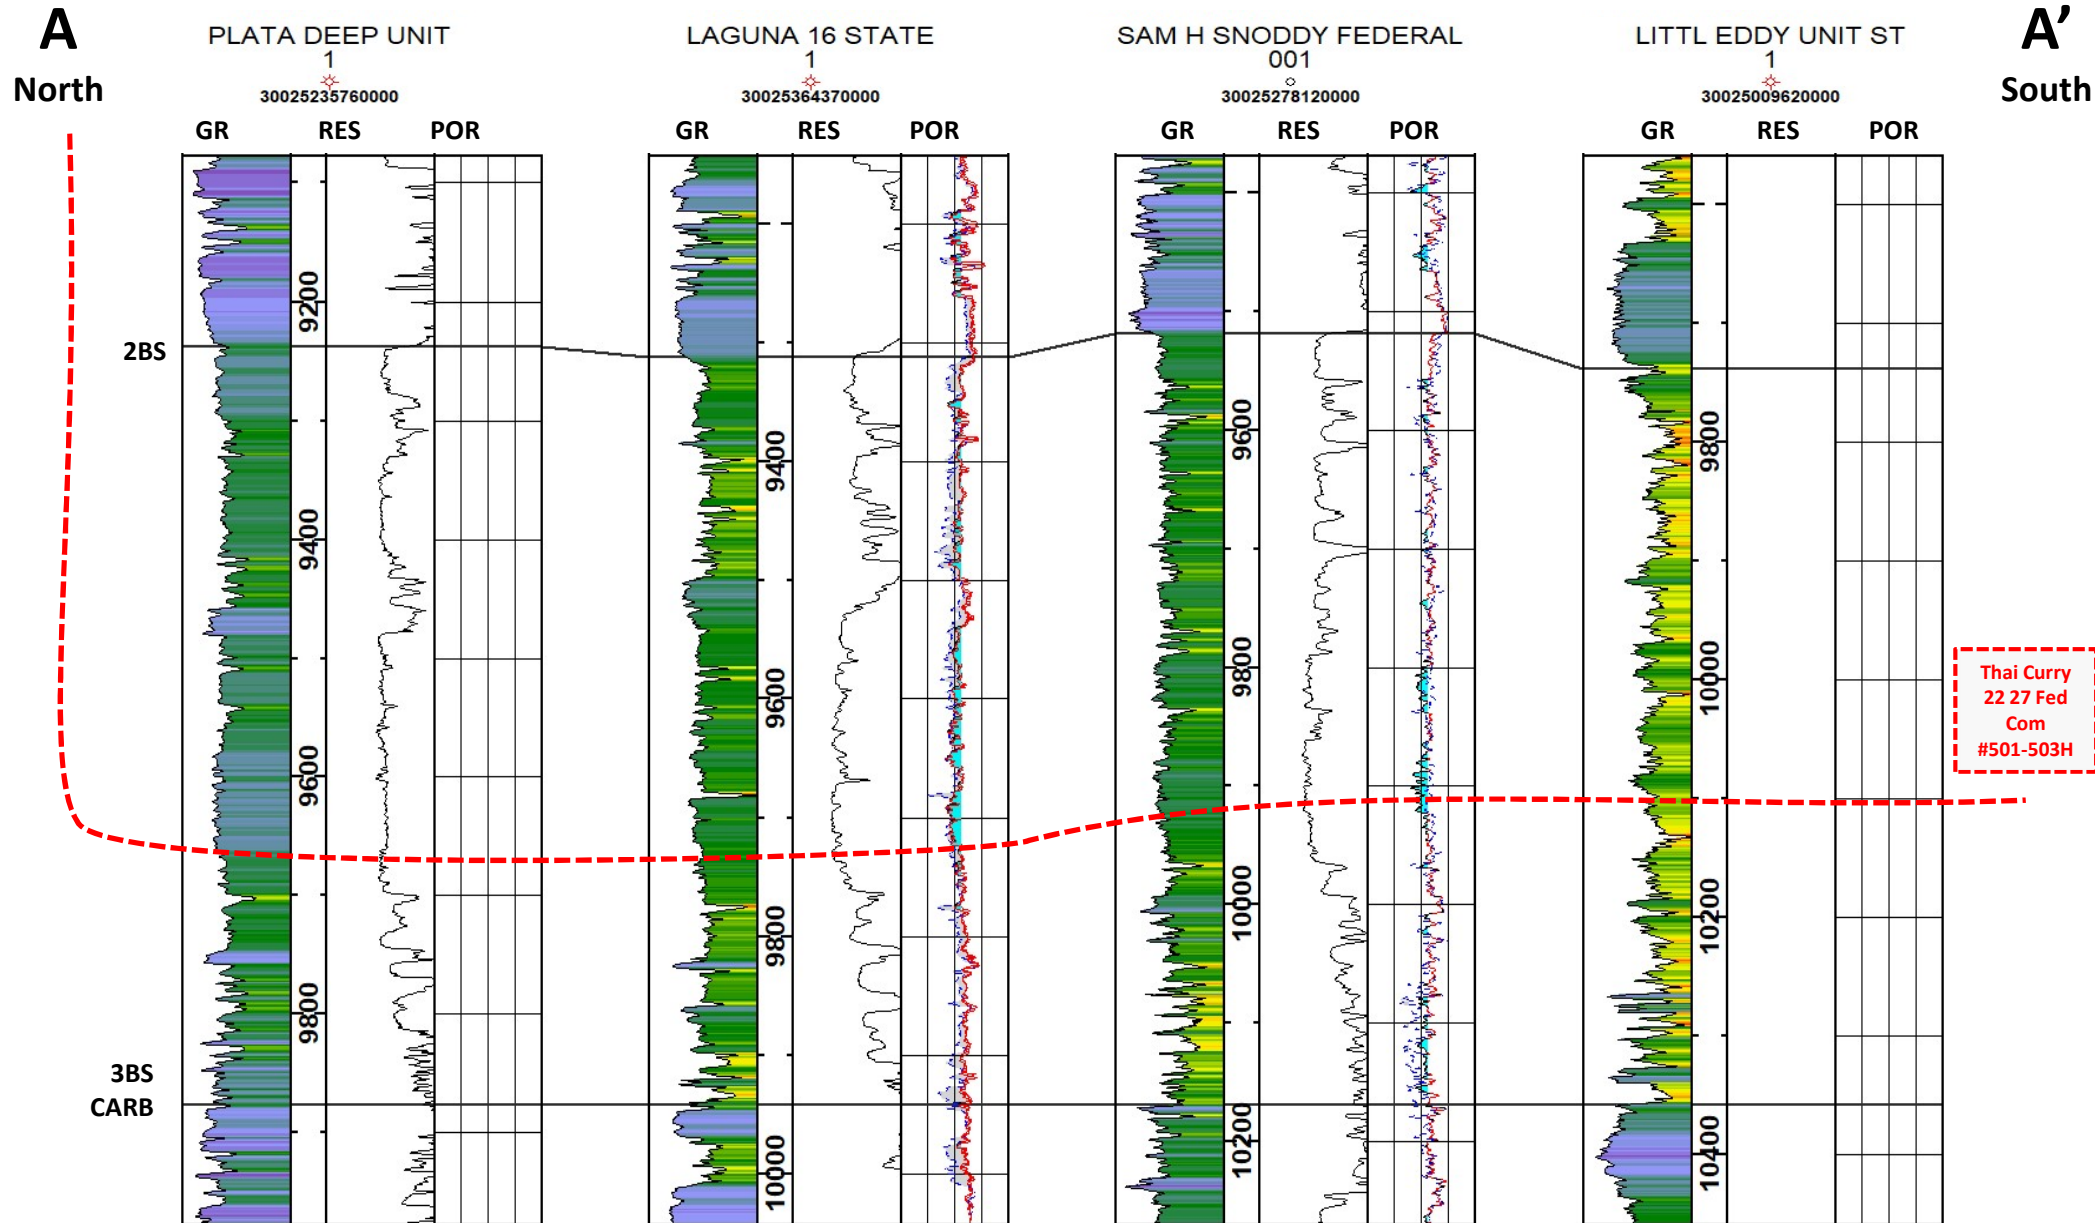 A
North
PLATA DEEP UNIT
1
30025235760000
GR RES POR
LAGUNA 16 STATE
1
30025364370000
GR RES POR
SAM H SNODDY FEDERAL
001
30025278120000
GR RES POR
LITTL EDDY UNIT ST
1
30025009620000
GR RES POR
A'
South
2BS
3BS
CARB
9200
9400
9600
9800
9400
9600
9800
10000
9600
9800
10000
10200
9800
10000
10200
10400
Thai Curry
22 27 Fed
Com
#501-503H